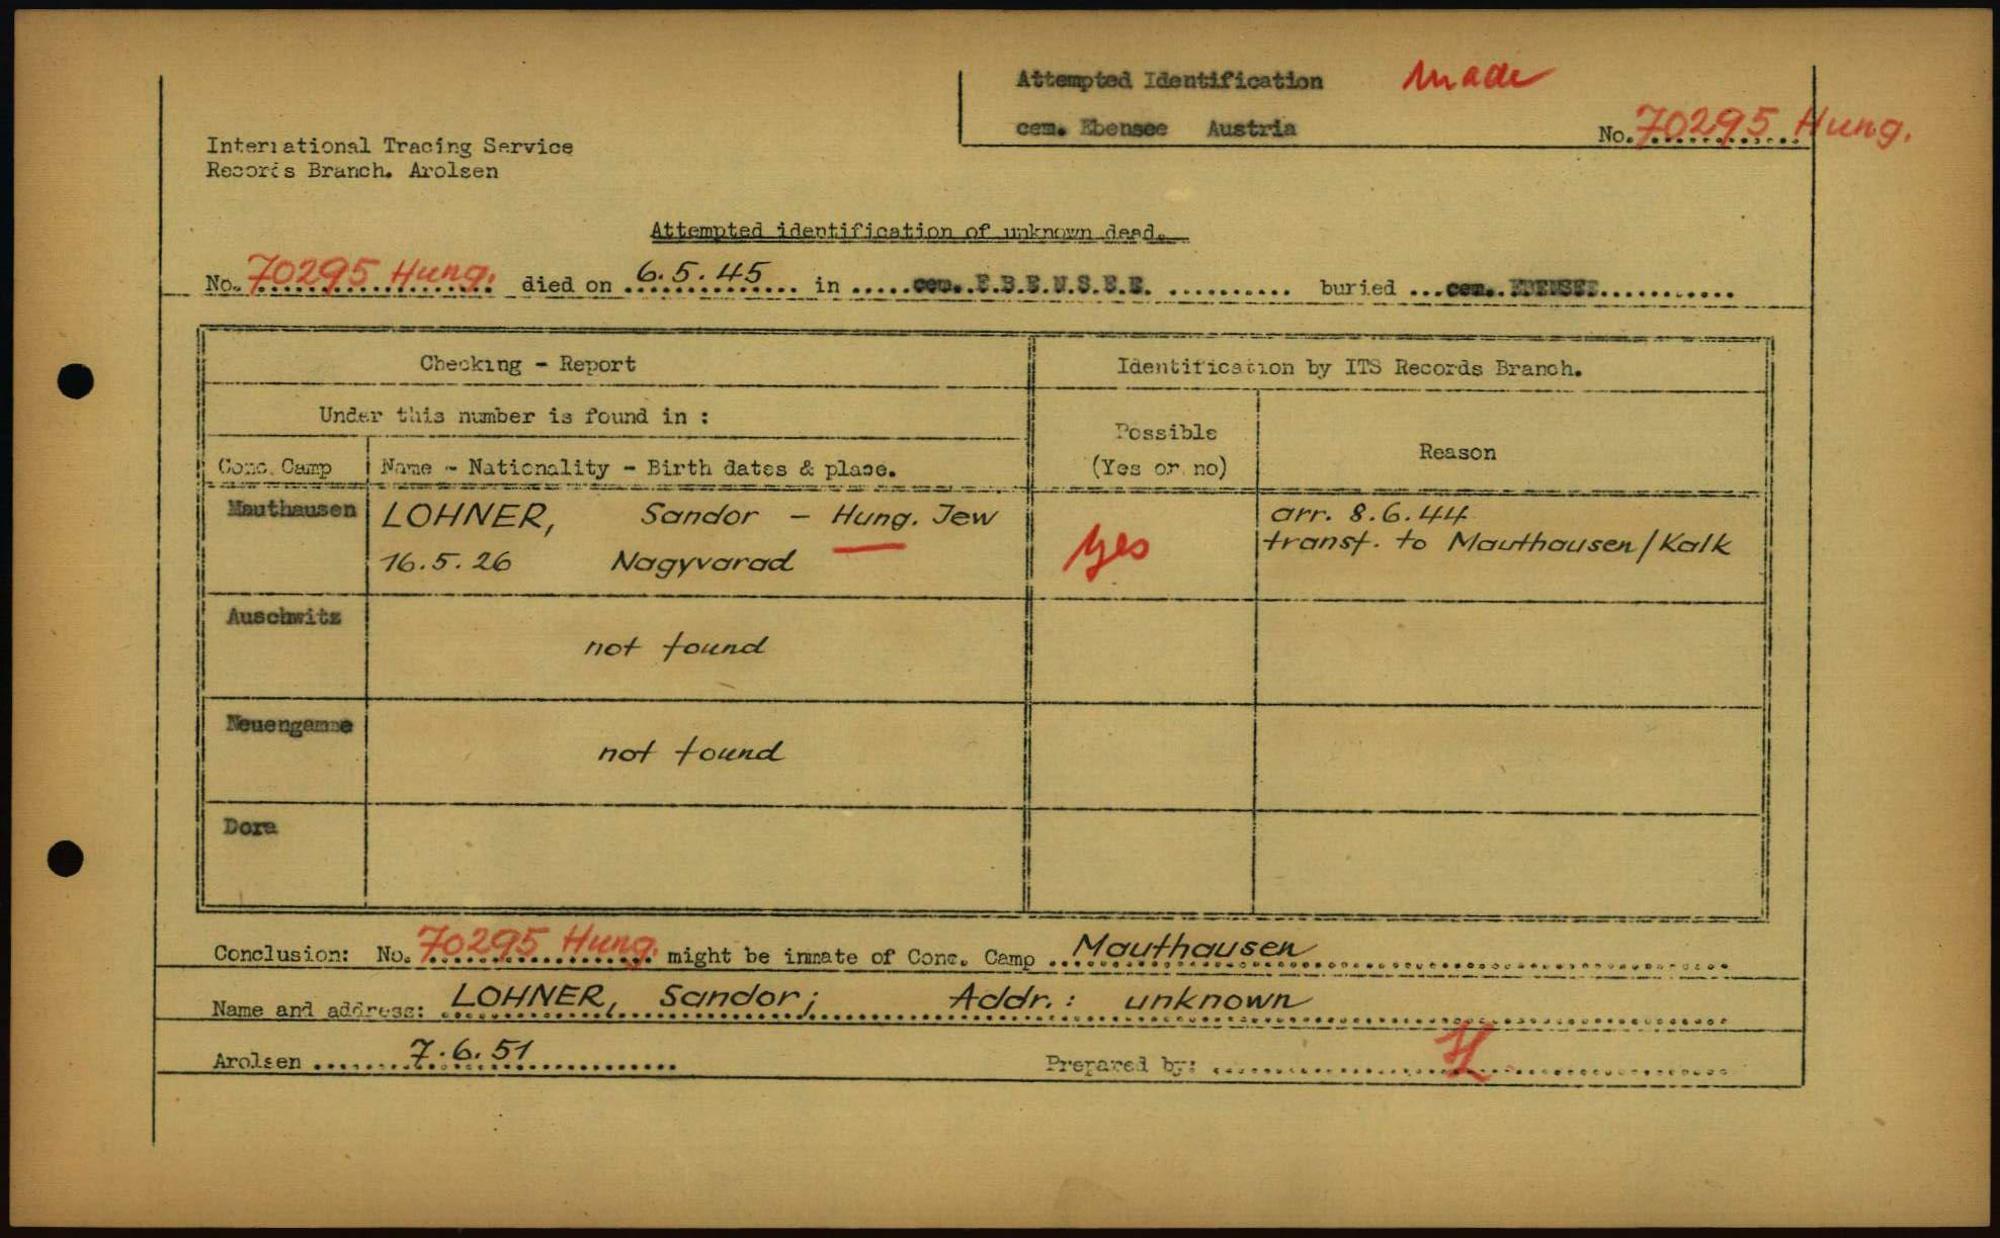 Attempted Identification made
cem. Ebensee Austria
No. 70295 Hung.
International Tracing Service
Records Branch. Arolsen
Attempted identification of unknown dead.
No. 70295 Hung. died on 6.5.45 in cem. E.B.E.N.S.E.E. buried cem. EBENSEE
Checking - Report
Identification by ITS Records Branch.
Under this number is found in :
Conc. Camp
Name - Nationality - Birth dates & place.
Possible
(Yes or no)
Reason
Mauthausen
LOHNER, Sandor - Hung. Jew
16.5.26 Nagyvarad
yes
arr. 8.6.44
transf. to Mauthausen/Kalk
Auschwitz
not found
Neuengamme
not found
Dora
Conclusion: No. 70295 Hung. might be inmate of Conc. Camp Mauthausen
Name and address: LOHNER, Sandor; Addr.: unknown
Arolsen 7.6.51
Prepared by: H